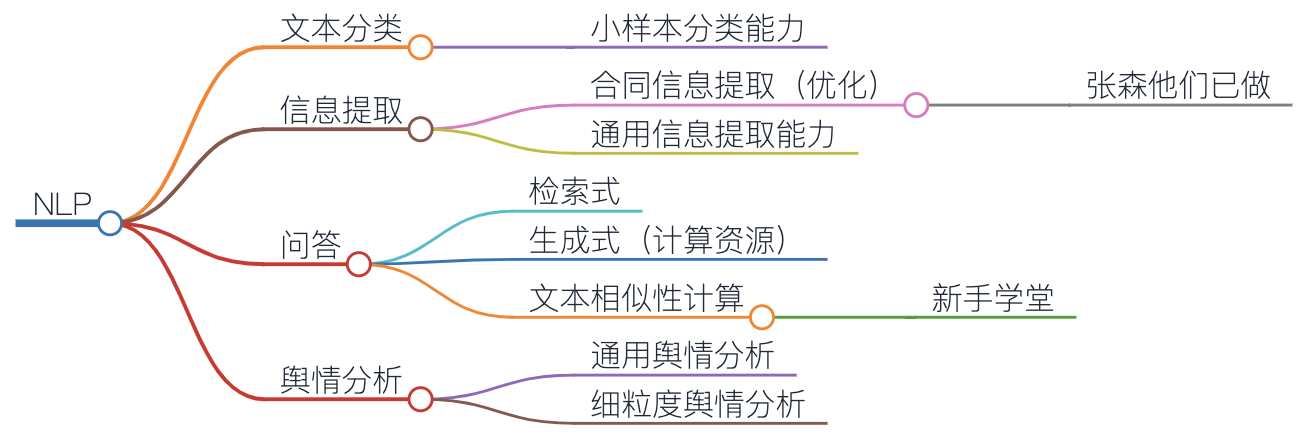 NLP
文本分类
小样本分类能力
信息提取
合同信息提取（优化）
张森他们已做
通用信息提取能力
问答
检索式
生成式（计算资源）
文本相似性计算
新手学堂
舆情分析
通用舆情分析
细粒度舆情分析